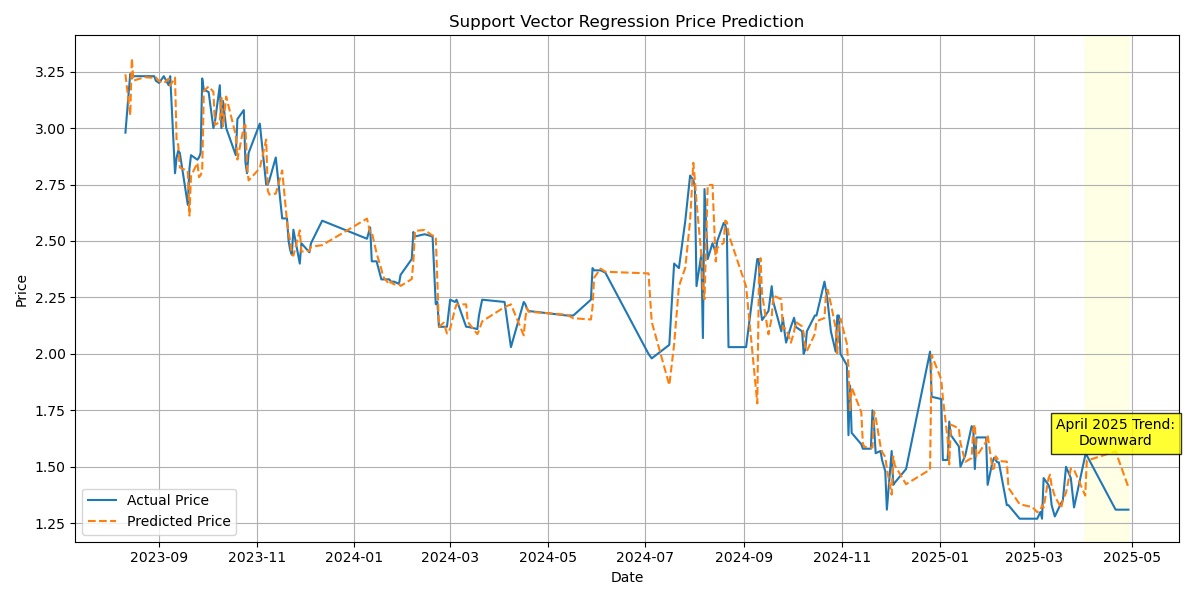 Support Vector Regression Price Prediction
Price
3.25
3.00
2.75
2.50
2.25
2.00
1.75
1.50
1.25
April 2025 Trend:
Downward
Actual Price
Predicted Price
2023-09 2023-11 2024-01 2024-03 2024-05 2024-07 2024-09 2024-11 2025-01 2025-03 2025-05
Date